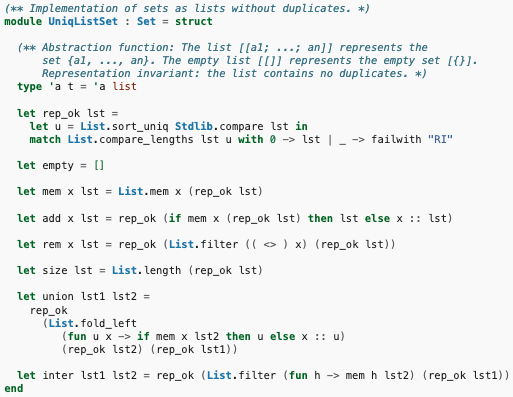 (** Implementation of sets as lists without duplicates. *)
module UniqListSet : Set = struct
  (** Abstraction function: The list [[a1; ...; an]] represents the
      set {a1, ..., an}. The empty list [[]] represents the empty set [{}].
      Representation invariant: the list contains no duplicates. *)
  type 'a t = 'a list
  let rep_ok lst =
    let u = List.sort_uniq Stdlib.compare lst in
    match List.compare_lengths lst u with 0 -> lst | _ -> failwith "RI"
  let empty = []
  let mem x lst = List.mem x (rep_ok lst)
  let add x lst = rep_ok (if mem x (rep_ok lst) then lst else x :: lst)
  let rem x lst = rep_ok (List.filter (( <> ) x) (rep_ok lst))
  let size lst = List.length (rep_ok lst)
  let union lst1 lst2 =
    rep_ok
      (List.fold_left
         (fun u x -> if mem x lst2 then u else x :: u)
         (rep_ok lst2) (rep_ok lst1))
  let inter lst1 lst2 = rep_ok (List.filter (fun h -> mem h lst2) (rep_ok lst1))
end